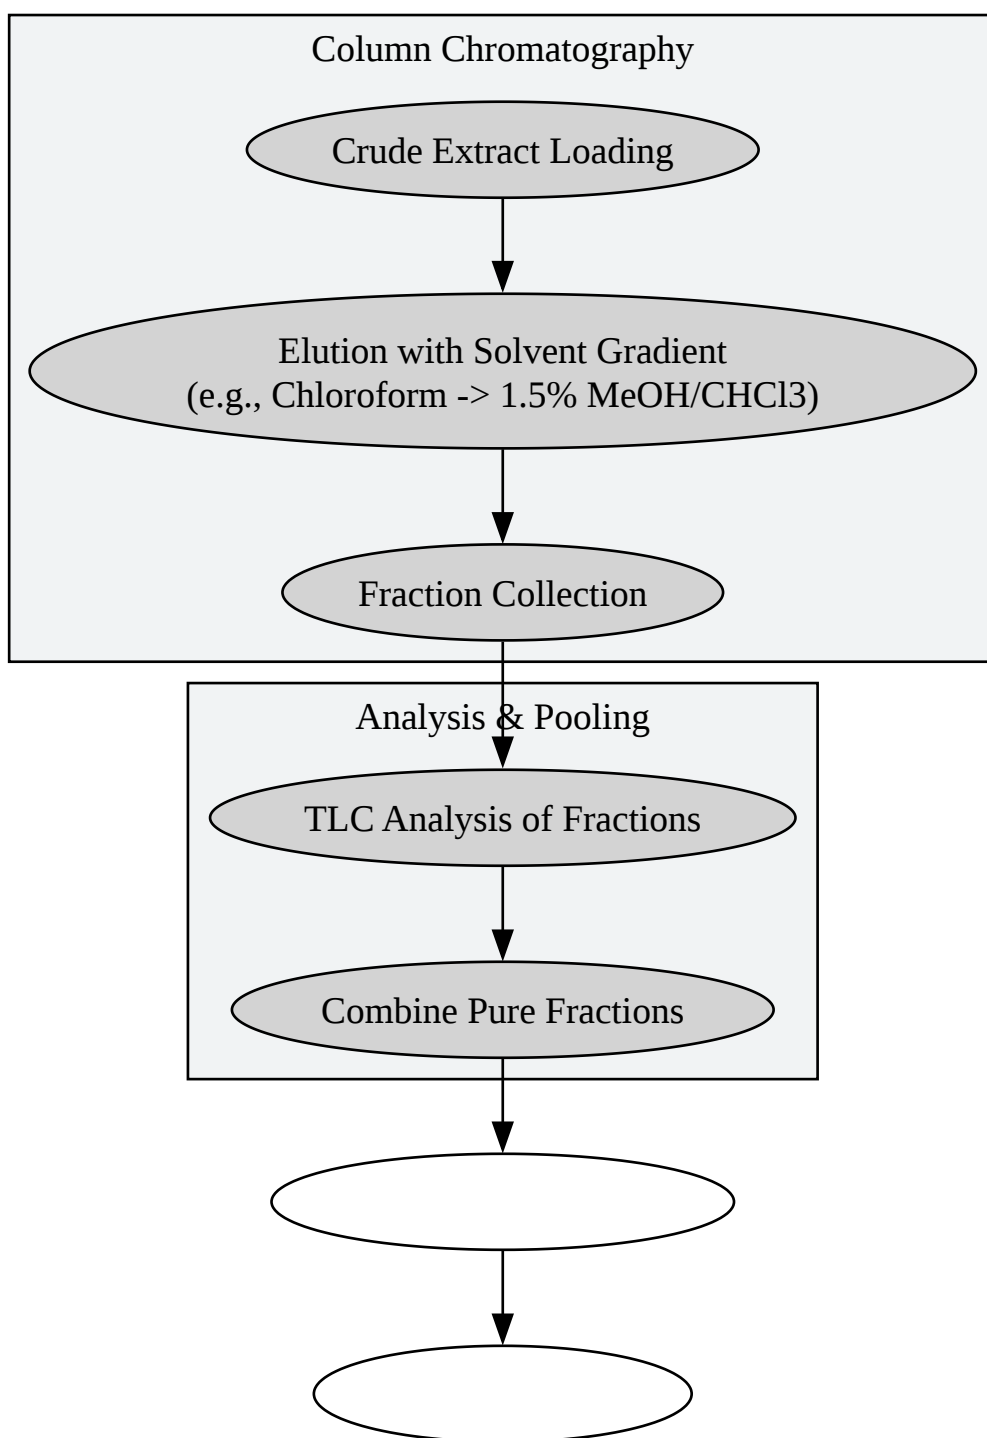 Column Chromatography
Crude Extract Loading
Elution with Solvent Gradient
(e.g., Chloroform -> 1.5% MeOH/CHCl3)
Fraction Collection
Analysis & Pooling
TLC Analysis of Fractions
Combine Pure Fractions